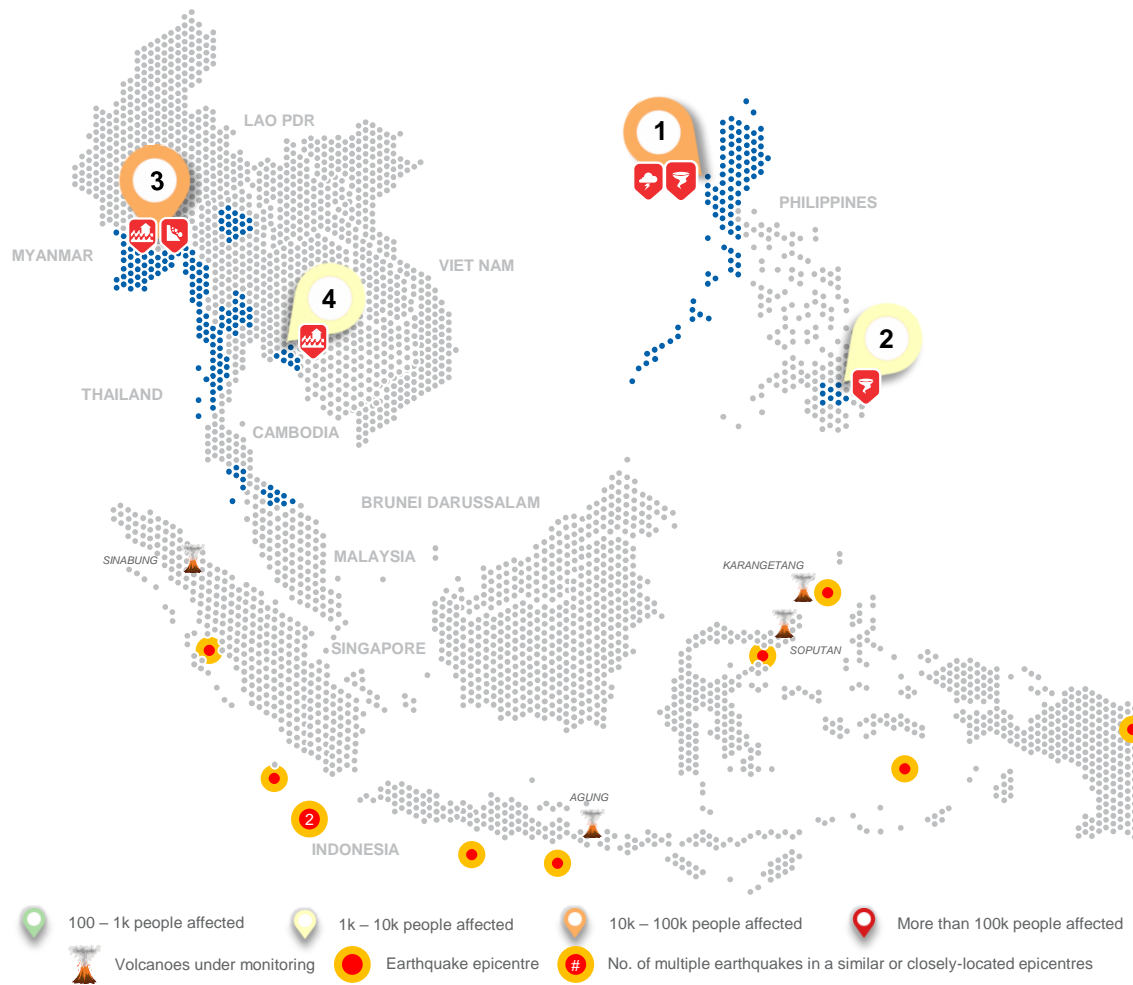 LAO PDR
1
3
PHILIPPINES
MYANMAR
VIET NAM
4
2
THAILAND
CAMBODIA
BRUNEI DARUSSALAM
MALAYSIA
SINABUNG
KARANGETANG
SINGAPORE
SOPUTAN
AGUNG
2
INDONESIA
100 – 1k people affected
1k – 10k people affected
10k – 100k people affected
More than 100k people affected
Volcanoes under monitoring
Earthquake epicentre
#
No. of multiple earthquakes in a similar or closely-located epicentres